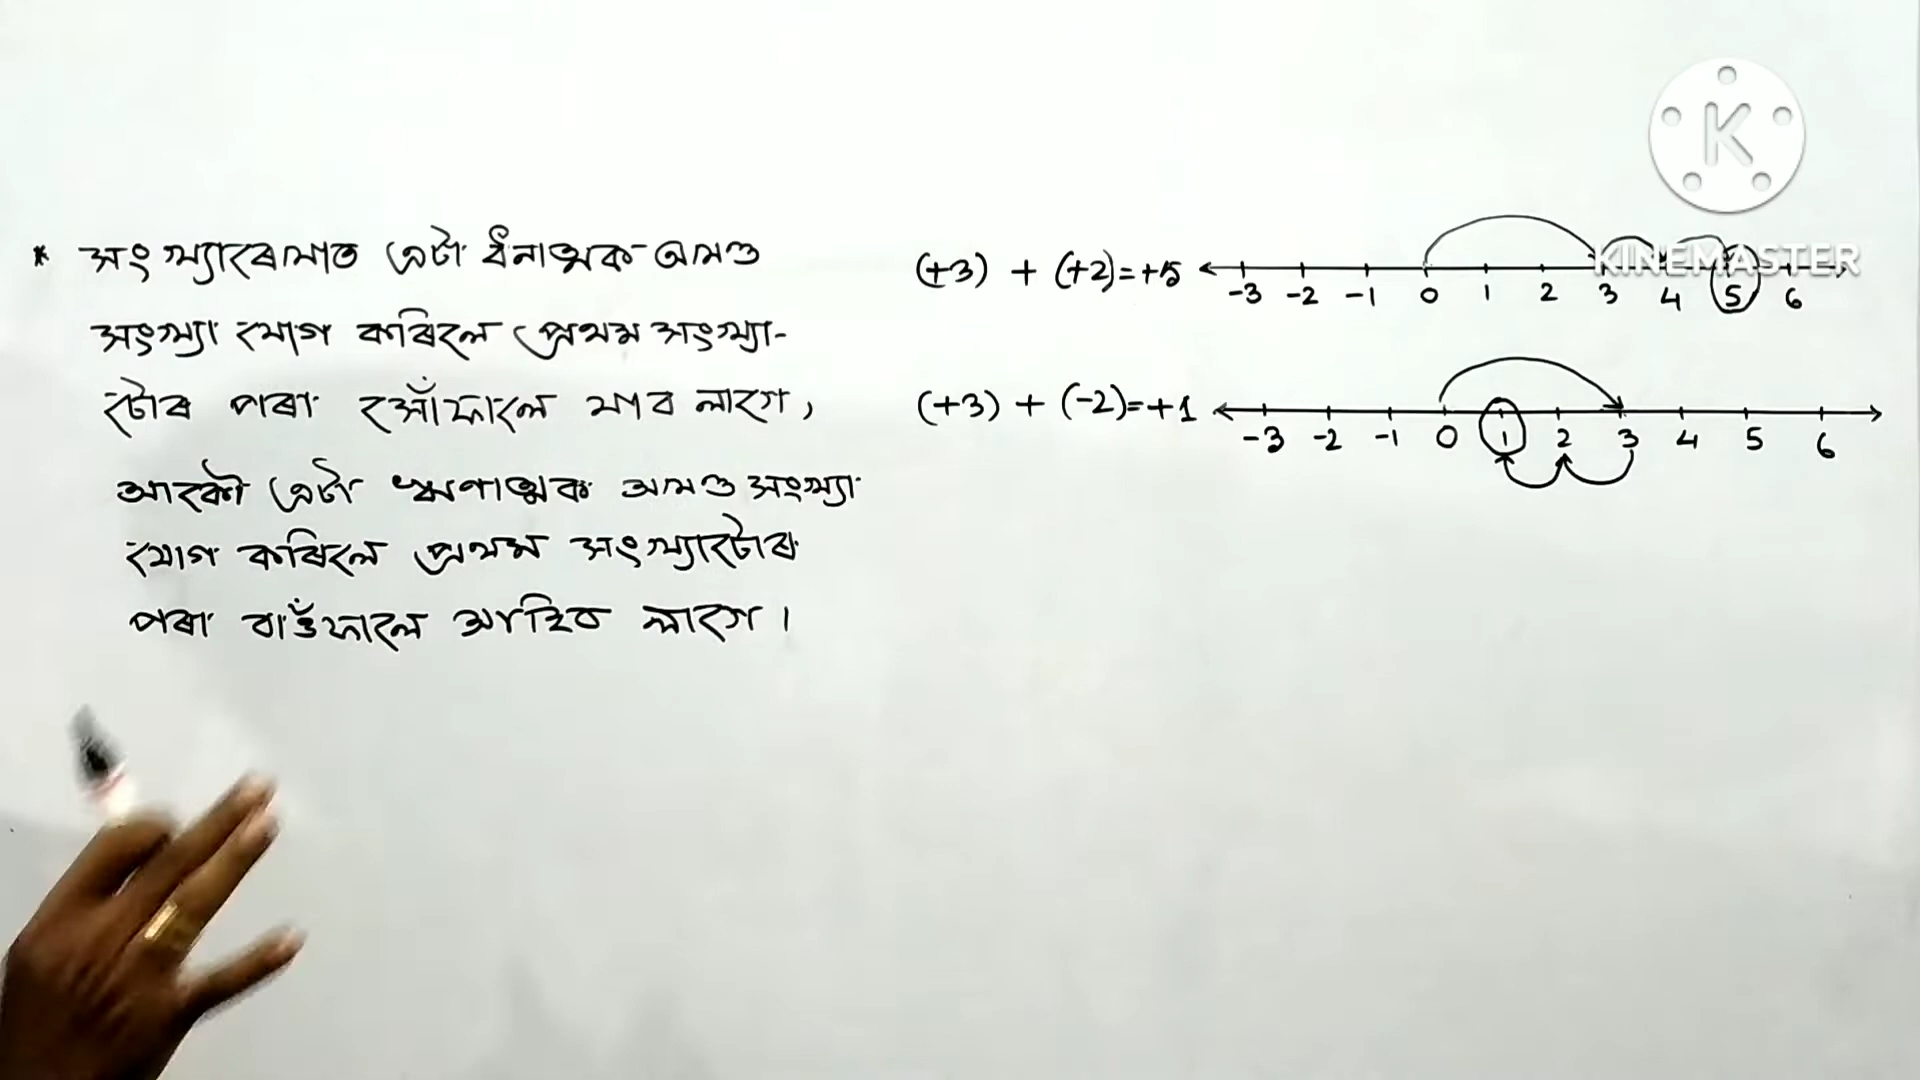 * সংখ্যাৰেখাত এটা ধনাত্মক অখণ্ড
সংখ্যা যোগ কৰিলে প্ৰথম সংখ্যা-
টোৰ পৰা সোঁফালে যাব লাগে,
আকৌ এটা ঋণাত্মক অখণ্ড সংখ্যা
যোগ কৰিলে প্ৰথম সংখ্যাটোৰ
পৰা বাওঁফালে আহিব লাগে।
(+3) + (+2)=+5
-3 -2 -1 0 1 2 3 4 5 6
(+3) + (-2)=+1
-3 -2 -1 0 1 2 3 4 5 6
K
KINEMASTER